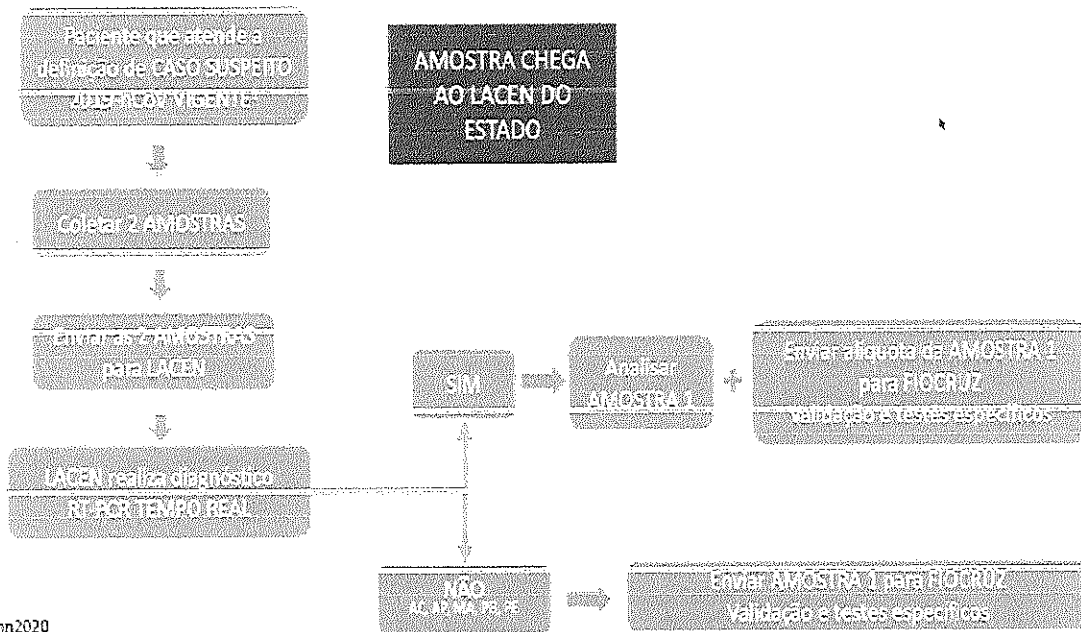 Paciente que atende a
definição de CASO SUSPEITO
VIGENTE
AMOSTRA CHEGA
AO LACEN DO
ESTADO
Coletar 2 AMOSTRAS
Enviar as 2 AMOSTRAS
para LACEN
LACEN realiza diagnóstico
RT-PCR TEMPO REAL
SIM
Analisar
AMOSTRA 1
+
Enviar alíquota da AMOSTRA 1
para FIOCRUZ
Validação e testes específicos
NÃO
Enviar AMOSTRA 1 para FIOCRUZ
Validação e testes específicos